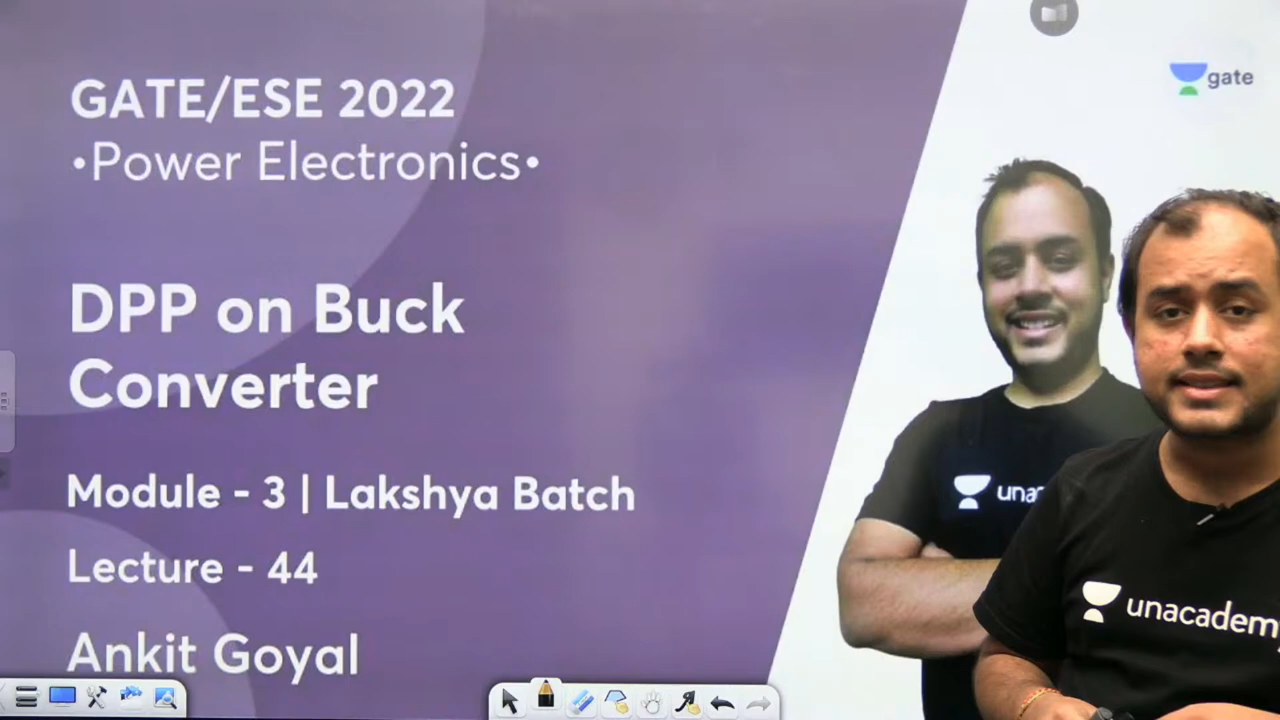 GATE/ESE 2022
•Power Electronics•
gate
DPP on Buck
Converter
Module - 3 | Lakshya Batch
Lecture - 44
Ankit Goyal
unacadem